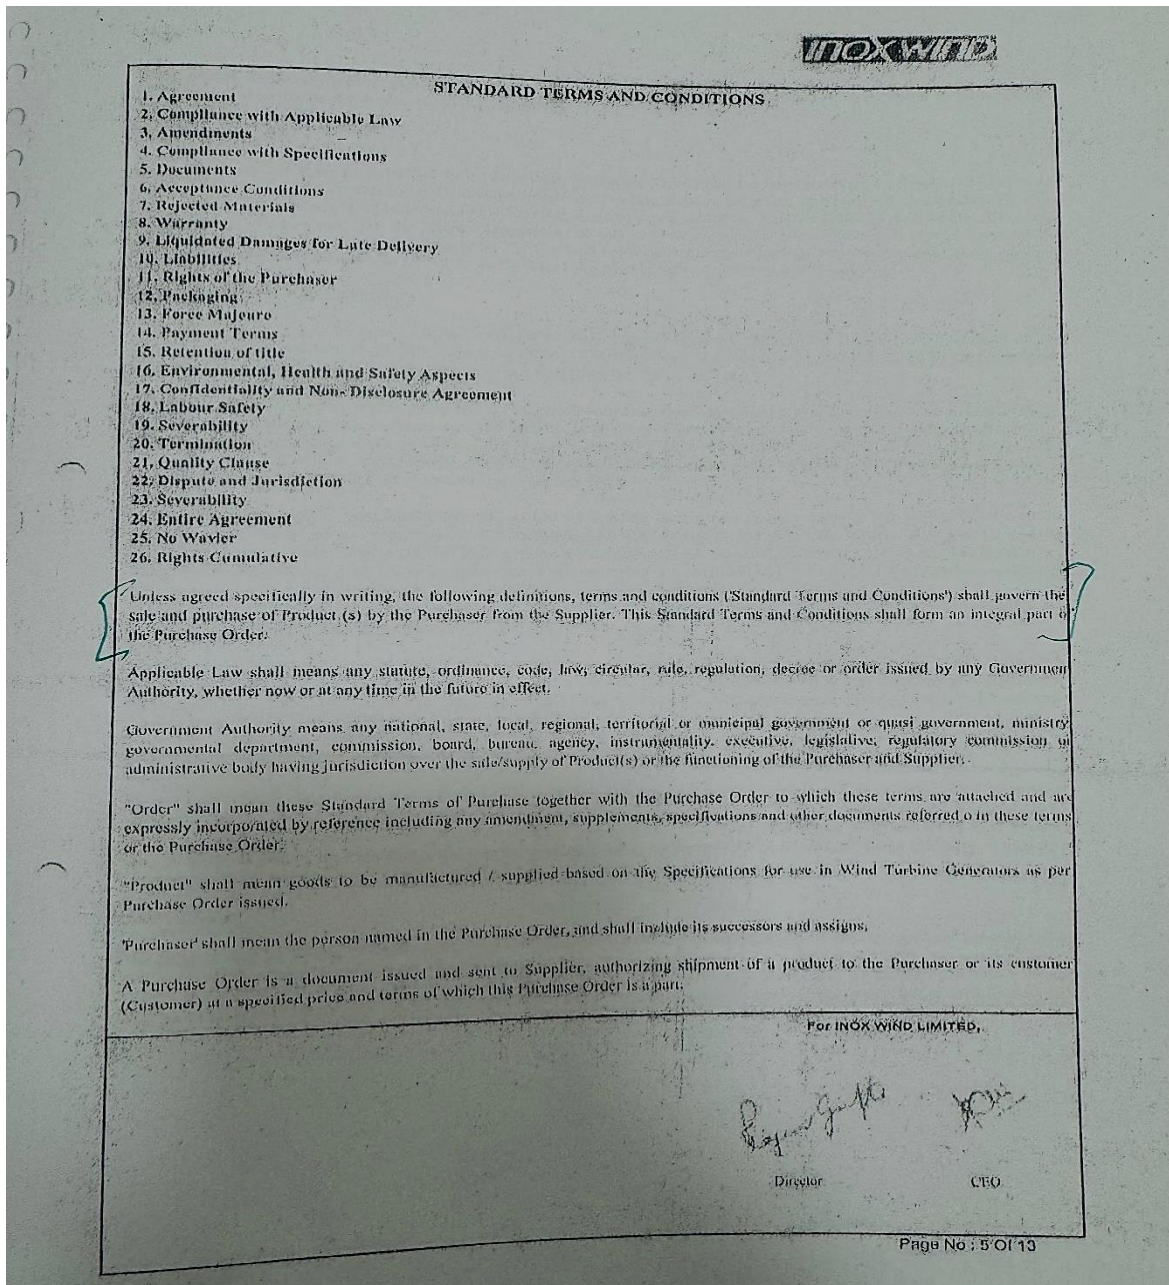 INOX WIND
STANDARD TERMS AND CONDITIONS
1. Agreement
2. Compliance with Applicable Law
3. Amendments
4. Compliance with Specifications
5. Documents
6. Acceptance Conditions
7. Rejected Materials
8. Warranty
9. Liquidated Damages for Late Delivery
10. Liabilities
11. Rights of the Purchaser
12. Packaging
13. Force Majeure
14. Payment Terms
15. Retention of title
16. Environmental, Health and Safety Aspects
17. Confidentiality and Non- Disclosure Agreement
18. Labour Safety
19. Severability
20. Termination
21. Quality Clause
22. Dispute and Jurisdiction
23. Severability
24. Entire Agreement
25. No Wavier
26. Rights Cumulative
Unless agreed specifically in writing, the following definitions, terms and conditions ('Standard Terms and Conditions') shall govern the
sale and purchase of Product (s) by the Purchaser from the Supplier. This Standard Terms and Conditions shall form an integral part of
the Purchase Order.
Applicable Law shall means any statute, ordinance, code, law, circular, rule, regulation, decree or order issued by any Governmen
Authority, whether now or at any time in the future in effect.
Government Authority means any national, state, local, regional, territorial or municipal government or quasi government, ministry
governmental department, commission, board, bureau, agency, instrumentality, executive, legislative, regulatory commission or
administrative body having jurisdiction over the sale/supply of Product(s) or the functioning of the Purchaser and Supplier.
"Order" shall mean these Standard Terms of Purchase together with the Purchase Order to which these terms are attached and are
expressly incorporated by reference including any amendment, supplements, specifications and other documents referred o in these terms
or the Purchase Order.
"Product" shall mean goods to be manufactured / supplied based on the Specifications for use in Wind Turbine Generators as per
Purchase Order issued.
'Purchaser' shall mean the person named in the Purchase Order, and shall include its successors and assigns.
A Purchase Order is a document issued and sent to Supplier, authorizing shipment of a product to the Purchaser or its customer
(Customer) at a specified price and terms of which this Purchase Order is a part.
For INOX WIND LIMITED,
Director CEO
Page No : 5 Of 13